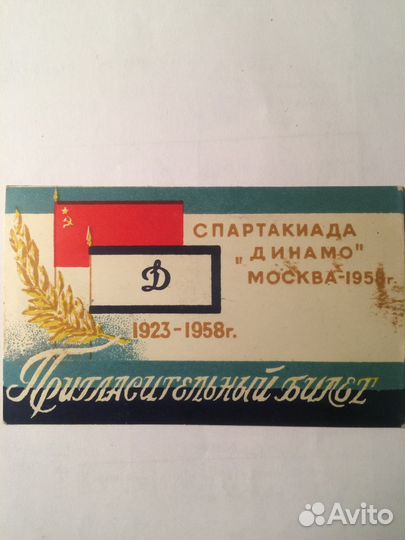 СПАРТАКИАДА
"ДИНАМО"
МОСКВА-1958г.
Д
1923-1958г.
Пригласительный билет
Avito